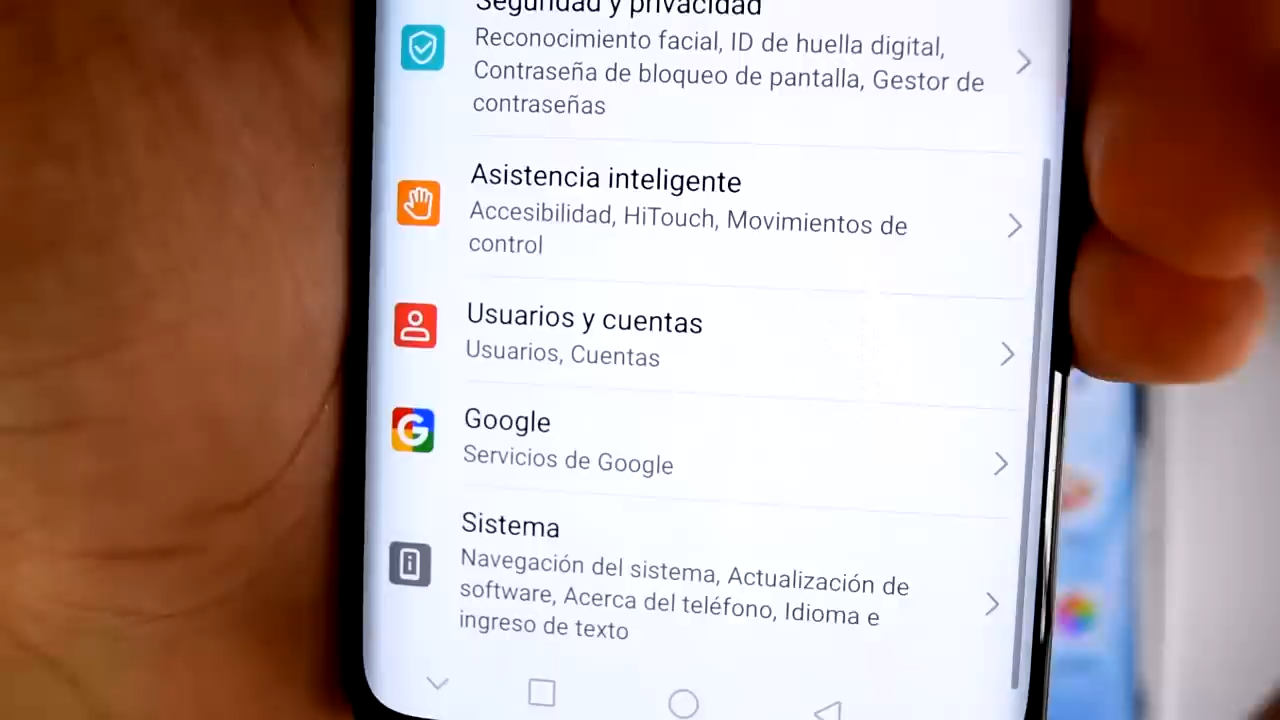 Seguridad y privacidad
Reconocimiento facial, ID de huella digital,
Contraseña de bloqueo de pantalla, Gestor de
contraseñas
Asistencia inteligente
Accesibilidad, HiTouch, Movimientos de
control
Usuarios y cuentas
Usuarios, Cuentas
G
Google
Servicios de Google
Sistema
Navegación del sistema, Actualización de
software, Acerca del teléfono, Idioma e
ingreso de texto